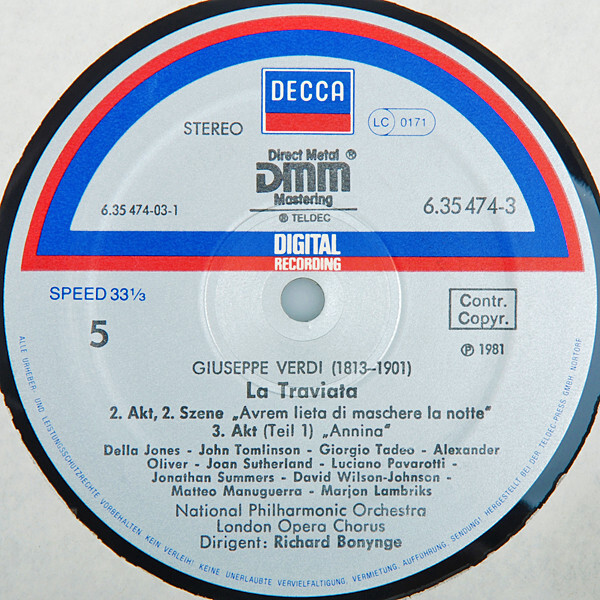 DECCA
STEREO
LC 0171
Direct Metal ®
DMM
Mastering
℗ TELDEC
6.35 474-03-1
6.35 474-3
DIGITAL
RECORDING
SPEED 33⅓
Contr.
Copyr.
5
℗ 1981
GIUSEPPE VERDI (1813–1901)
La Traviata
2. Akt, 2. Szene „Avrem lieta di maschere la notte"
3. Akt (Teil 1) „Annina"
Della Jones - John Tomlinson - Giorgio Tadeo - Alexander
Oliver - Joan Sutherland - Luciano Pavarotti -
Jonathan Summers - David Wilson-Johnson -
Matteo Manuguerra - Marjon Lambriks
National Philharmonic Orchestra
London Opera Chorus
Dirigent: Richard Bonynge
ALLE URHEBER- UND LEISTUNGSSCHUTZRECHTE VORBEHALTEN. KEIN VERLEIH! KEINE UNERLAUBTE VERVIELFÄLTIGUNG, VERMIETUNG, AUFFÜHRUNG, SENDUNG! HERGESTELLT BEI DER TELDEC-PRESS GMBH, NORTORF